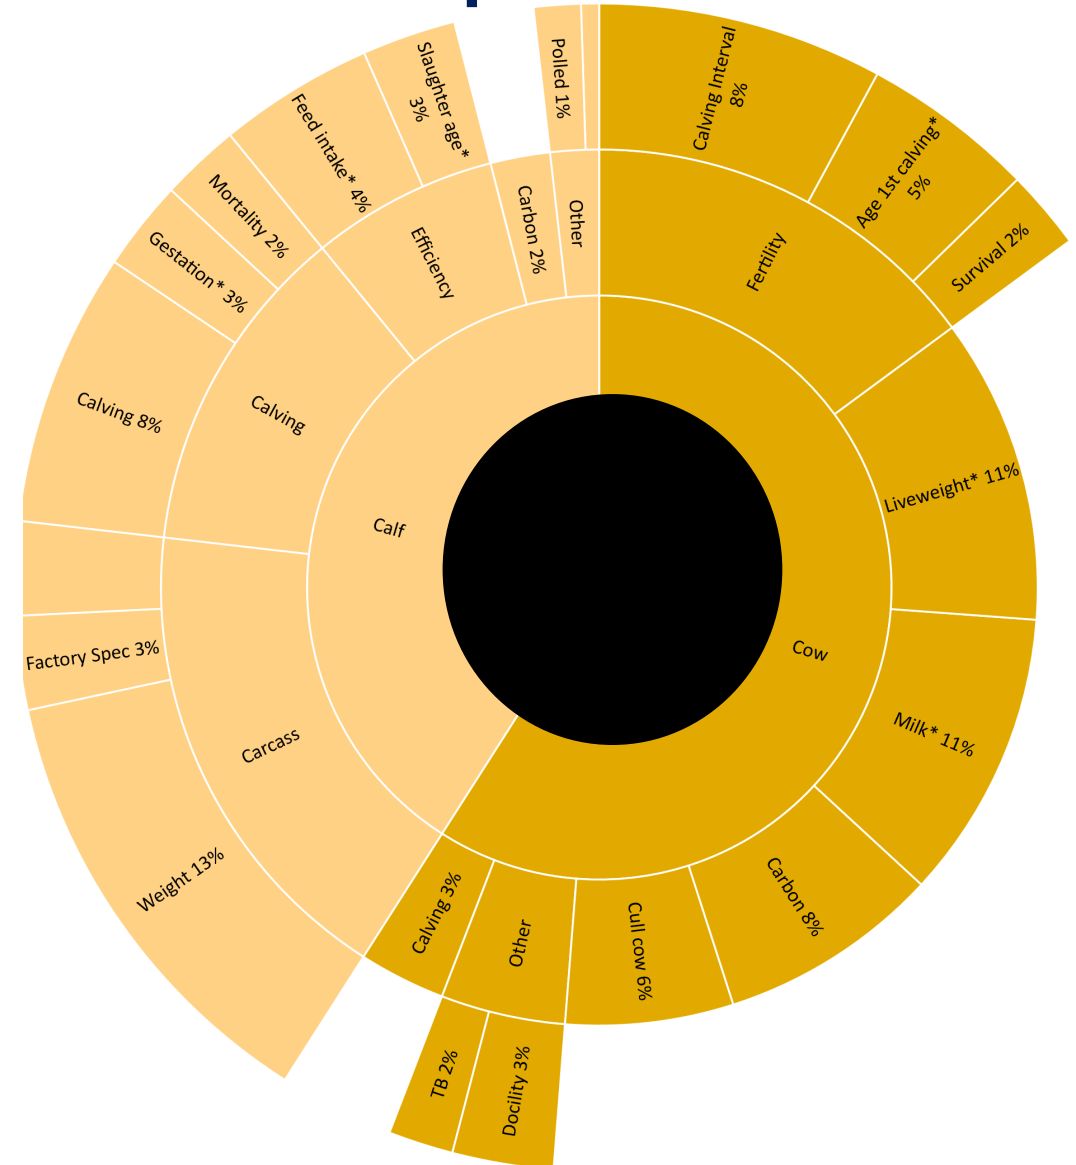 Calving Interval
8%
Age 1st calving*
5%
Survival 2%
Fertility
Liveweight* 11%
Cow
Milk* 11%
Carbon 8%
Cull cow 6%
Other
Docility 3%
TB 2%
Calving 3%
Calf
Carcass
Weight 13%
Factory Spec 3%
Calving
Calving 8%
Gestation* 3%
Mortality 2%
Efficiency
Feed intake* 4%
Slaughter age*
3%
Carbon 2%
Other
Polled 1%